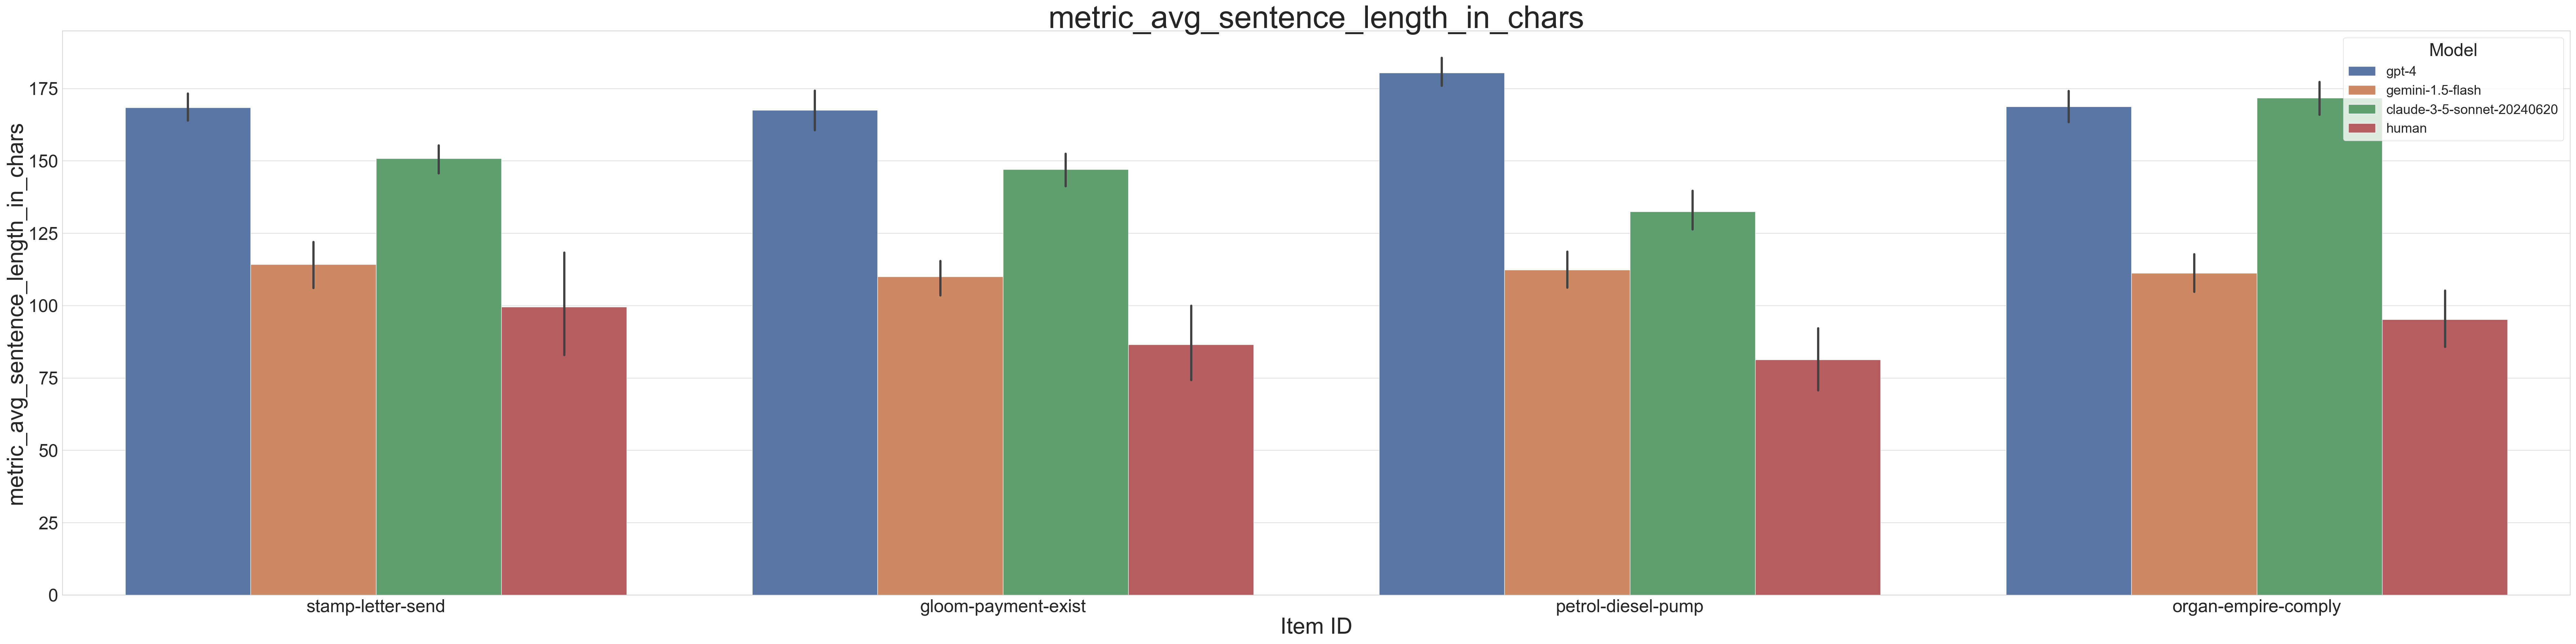 metric_avg_sentence_length_in_chars
metric_avg_sentence_length_in_chars
175
150
125
100
75
50
25
0
Model
gpt-4
gemini-1.5-flash
claude-3-5-sonnet-20240620
human
stamp-letter-send
gloom-payment-exist
petrol-diesel-pump
organ-empire-comply
Item ID